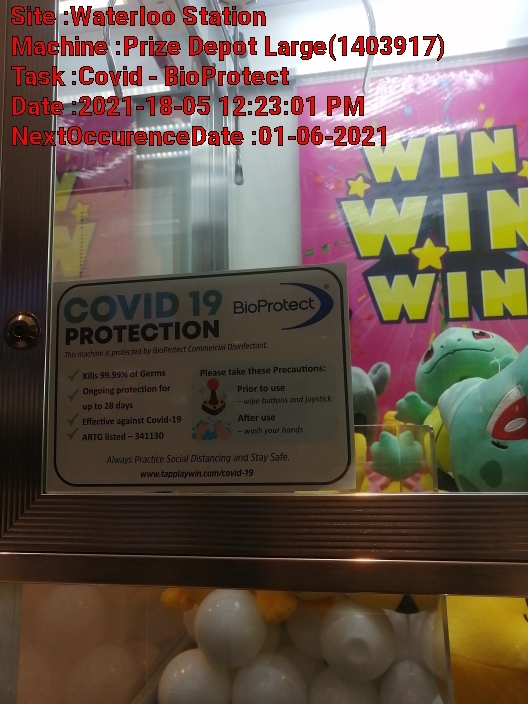 Site :Waterloo Station
Machine :Prize Depot Large(1403917)
Task :Covid - BioProtect
Date :2021-18-05 12:23:01 PM
NextOccurenceDate :01-06-2021
WIN
WIN
WIN
COVID 19
PROTECTION
BioProtect®
This machine is protected by BioProtect Commercial Disinfectant.
Kills 99.99% of Germs
Ongoing protection for
up to 28 days
Effective against Covid-19
ARTG listed – 341130
Please take these Precautions:
Prior to use
– wipe buttons and joystick
After use
– wash your hands
Always Practice Social Distancing and Stay Safe.
www.tapplaywin.com/covid-19